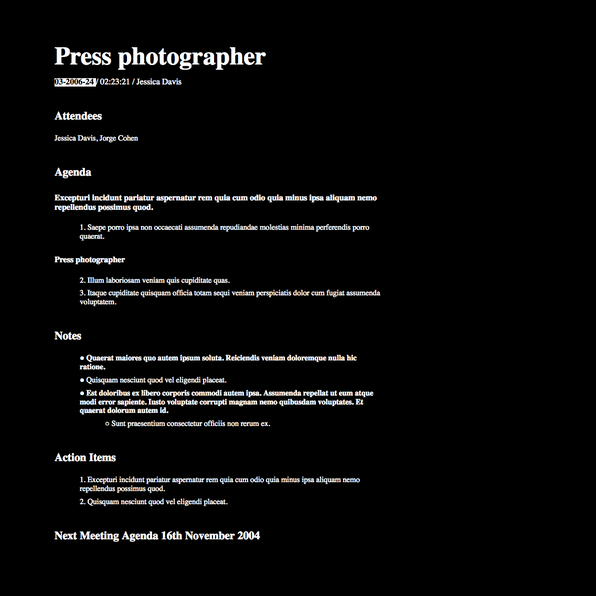 Press photographer
03-2006-24 / 02:23:21 / Jessica Davis
Attendees
Jessica Davis, Jorge Cohen
Agenda
Excepturi incidunt pariatur aspernatur rem quia cum odio quia minus ipsa aliquam nemo
repellendus possimus quod.
1. Saepe porro ipsa non occaecati assumenda repudiandae molestias minima perferendis porro
quaerat.
Press photographer
2. Illum laboriosam veniam quis cupiditate quas.
3. Itaque cupiditate quisquam officia totam sequi veniam perspiciatis dolor cum fugiat assumenda
voluptatem.
Notes
● Quaerat maiores quo autem ipsum soluta. Reiciendis veniam doloremque nulla hic
ratione.
● Quisquam nesciunt quod vel eligendi placeat.
● Est doloribus ex libero corporis commodi autem ipsa. Assumenda repellat ut eum atque
modi error sapiente. Iusto voluptate corrupti magnam nemo quibusdam voluptates. Et
quaerat dolorum autem id.
○ Sunt praesentium consectetur officiis non rerum ex.
Action Items
1. Excepturi incidunt pariatur aspernatur rem quia cum odio quia minus ipsa aliquam nemo
repellendus possimus quod.
2. Quisquam nesciunt quod vel eligendi placeat.
Next Meeting Agenda 16th November 2004